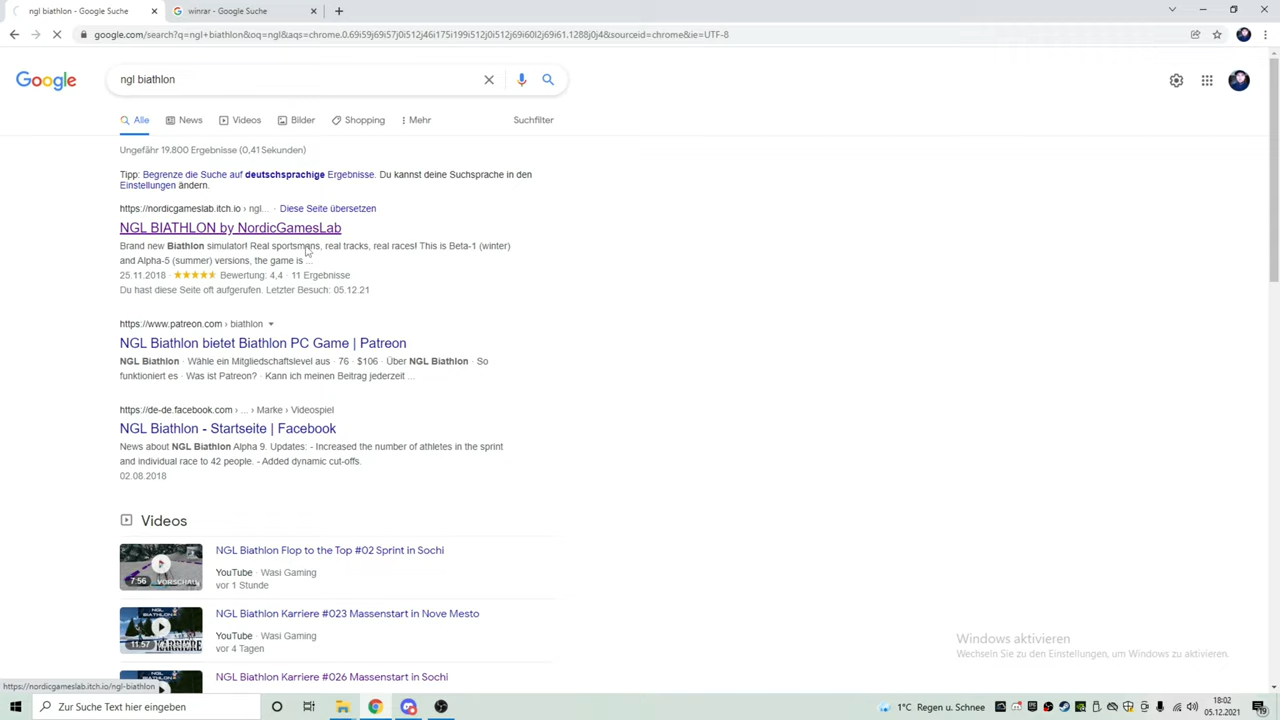 ngl biathlon - Google Suche
winrar - Google Suche
google.com/search?q=ngl+biathlon&oq=ngl&aqs=chrome.0.69i59j69i57j0i512j46i175i199i512j0i512j69i60l2j69i61.1288j0j4&sourceid=chrome&ie=UTF-8
Google
ngl biathlon
Alle News Videos Bilder Shopping Mehr Suchfilter
Ungefähr 19.800 Ergebnisse (0,41 Sekunden)
Tipp: Begrenze die Suche auf deutschsprachige Ergebnisse. Du kannst deine Suchsprache in den
Einstellungen ändern.
https://nordicgameslab.itch.io › ngl... · Diese Seite übersetzen
NGL BIATHLON by NordicGamesLab
Brand new Biathlon simulator! Real sportsmans, real tracks, real races! This is Beta-1 (winter)
and Alpha-5 (summer) versions, the game is ...
25.11.2018 Bewertung: 4,4 · 11 Ergebnisse
Du hast diese Seite oft aufgerufen. Letzter Besuch: 05.12.21
https://www.patreon.com › biathlon
NGL Biathlon bietet Biathlon PC Game | Patreon
NGL Biathlon · Wähle ein Mitgliedschaftslevel aus · 76 · $106 · Über NGL Biathlon · So
funktioniert es · Was ist Patreon? · Kann ich meinen Beitrag jederzeit ...
https://de-de.facebook.com › ... › Marke › Videospiel
NGL Biathlon - Startseite | Facebook
News about NGL Biathlon Alpha 9. Updates: - Increased the number of athletes in the sprint
and individual race to 42 people. - Added dynamic cut-offs.
02.08.2018
Videos
NGL Biathlon Flop to the Top #02 Sprint in Sochi
YouTube · Wasi Gaming
vor 1 Stunde
7:56
VORSCHAU
NGL Biathlon Karriere #023 Massenstart in Nove Mesto
YouTube · Wasi Gaming
vor 4 Tagen
BIATHLON
11:57
KARRIERE
NGL Biathlon Karriere #026 Massenstart in Sochi
Windows aktivieren
Wechseln Sie zu den Einstellungen, um Windows zu aktivieren.
https://nordicgameslab.itch.io/ngl-biathlon
Zur Suche Text hier eingeben
1°C Regen u. Schnee
18:02
05.12.2021